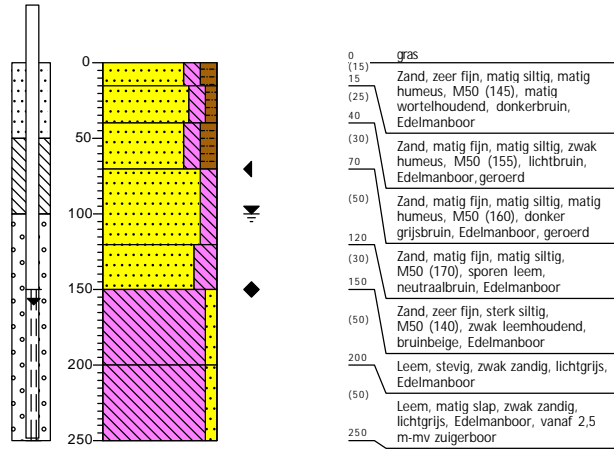 0
50
100
150
200
250
0
gras
(15)
15
Zand, zeer fijn, matig siltig, matig
humeus, M50 (145), matig
wortelhoudend, donkerbruin,
Edelmanboor
(25)
40
Zand, matig fijn, matig siltig, zwak
humeus, M50 (155), lichtbruin,
Edelmanboor, geroerd
(30)
70
Zand, matig fijn, matig siltig, matig
humeus, M50 (160), donker
grijsbruin, Edelmanboor, geroerd
(50)
120
Zand, matig fijn, matig siltig,
M50 (170), sporen leem,
neutraalbruin, Edelmanboor
(30)
150
Zand, zeer fijn, sterk siltig,
M50 (140), zwak leemhoudend,
bruinbeige, Edelmanboor
(50)
200
Leem, stevig, zwak zandig, lichtgrijs,
Edelmanboor
(50)
Leem, matig slap, zwak zandig,
lichtgrijs, Edelmanboor, vanaf 2,5
m-mv zuigerboor
250